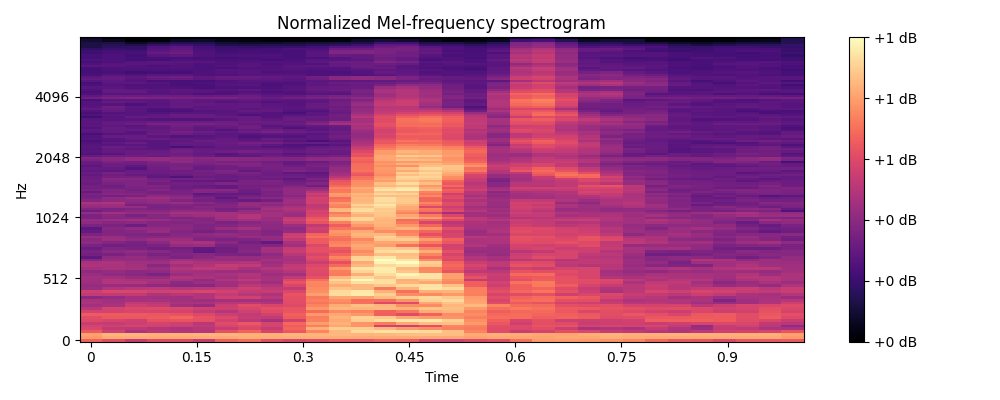 Normalized Mel-frequency spectrogram
Hz
4096
2048
1024
512
0
0 0.15 0.3 0.45 0.6 0.75 0.9
Time
+1 dB
+1 dB
+1 dB
+0 dB
+0 dB
+0 dB